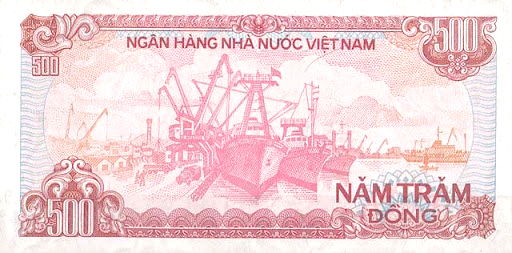 500
NGÂN HÀNG NHÀ NƯỚC VIỆT NAM
500
500
NĂM TRĂM
ĐỒNG